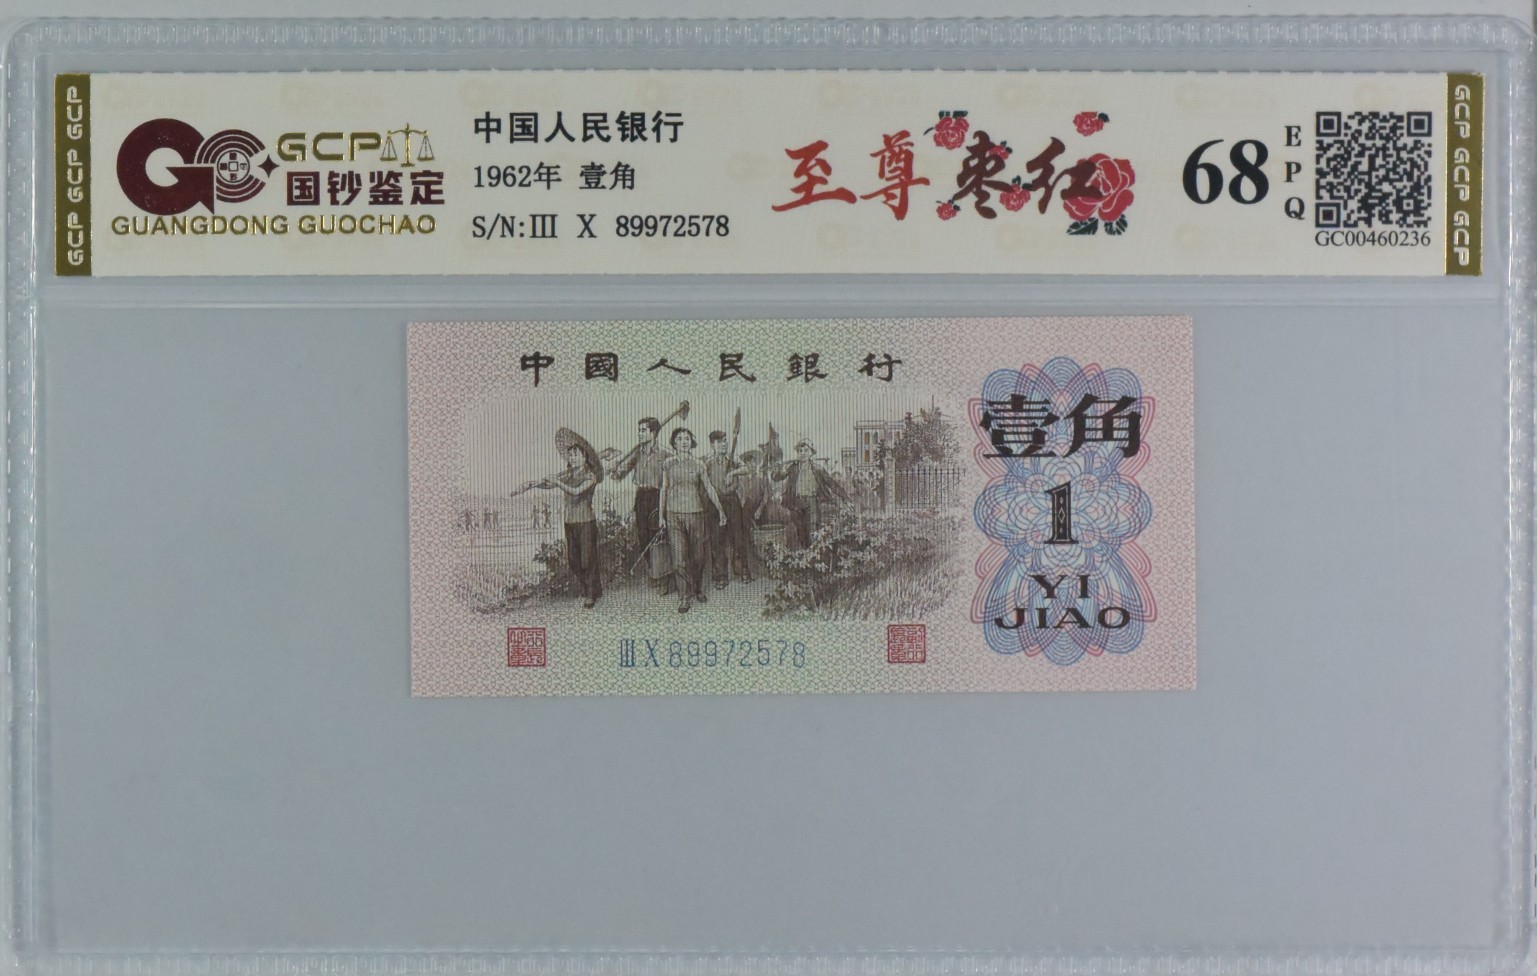 GCP GCP GCP
GCP
国钞鉴定
GUANGDONG GUOCHAO
中国人民银行
1962年 壹角
S/N:III X 89972578
至尊枣红
68
EPQ
GC00460236
GCP GCP GCP
中國人民銀行
壹角
1
YI
JIAO
III X 89972578